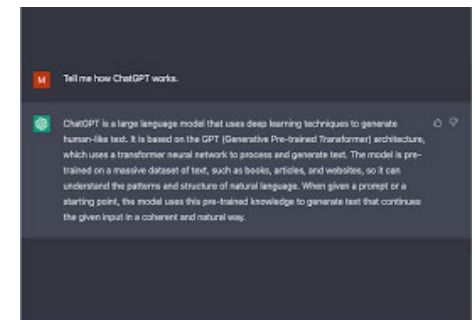 M
Tell me how ChatGPT works.
ChatGPT is a large language model that uses deep learning techniques to generate
human-like text. It is based on the GPT (Generative Pre-trained Transformer) architecture,
which uses a transformer neural network to process and generate text. The model is pre-
trained on a massive dataset of text, such as books, articles, and websites, so it can
understand the patterns and structure of natural language. When given a prompt or a
starting point, the model uses this pre-trained knowledge to generate text that continues
the given input in a coherent and natural way.